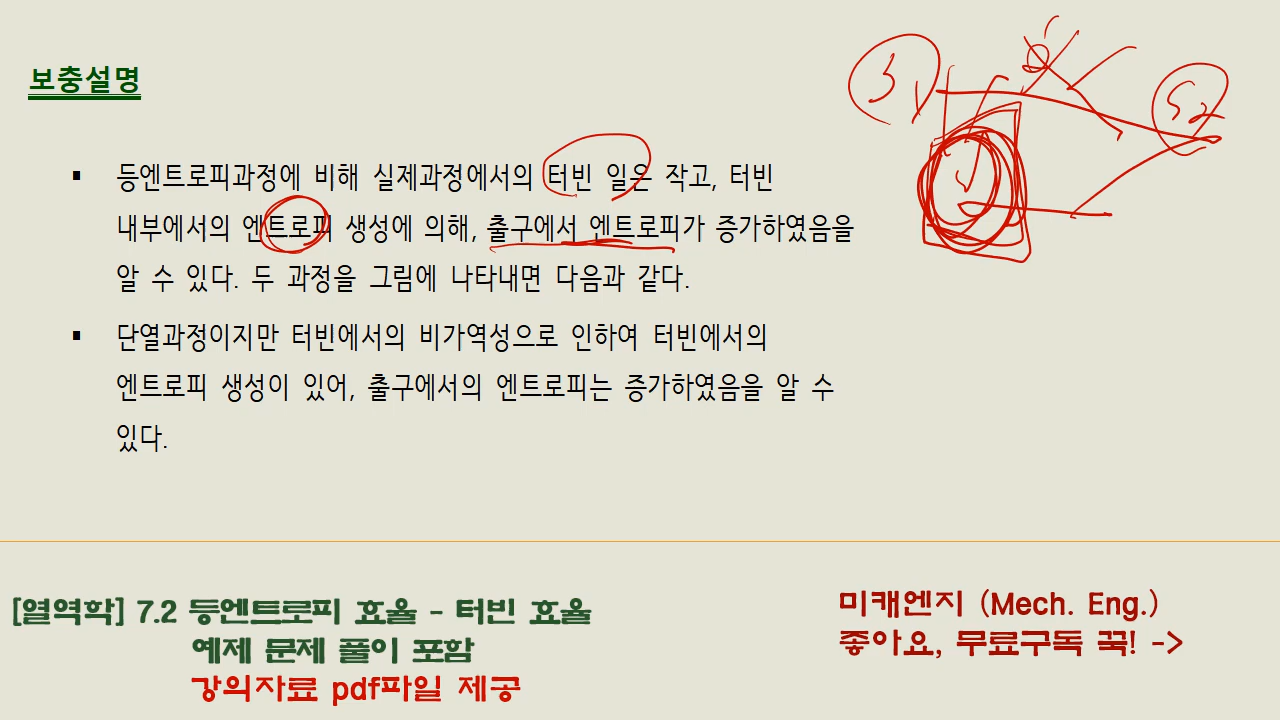 보충설명
S1
S2
▪ 등엔트로피과정에 비해 실제과정에서의 터빈 일은 작고, 터빈
내부에서의 엔트로피 생성에 의해, 출구에서 엔트로피가 증가하였음을
알 수 있다. 두 과정을 그림에 나타내면 다음과 같다.
▪ 단열과정이지만 터빈에서의 비가역성으로 인하여 터빈에서의
엔트로피 생성이 있어, 출구에서의 엔트로피는 증가하였음을 알 수
있다.
[열역학] 7.2 등엔트로피 효율 - 터빈 효율
예제 문제 풀이 포함
강의자료 pdf파일 제공
미캐엔지 (Mech. Eng.)
좋아요, 무료구독 꾹! ->